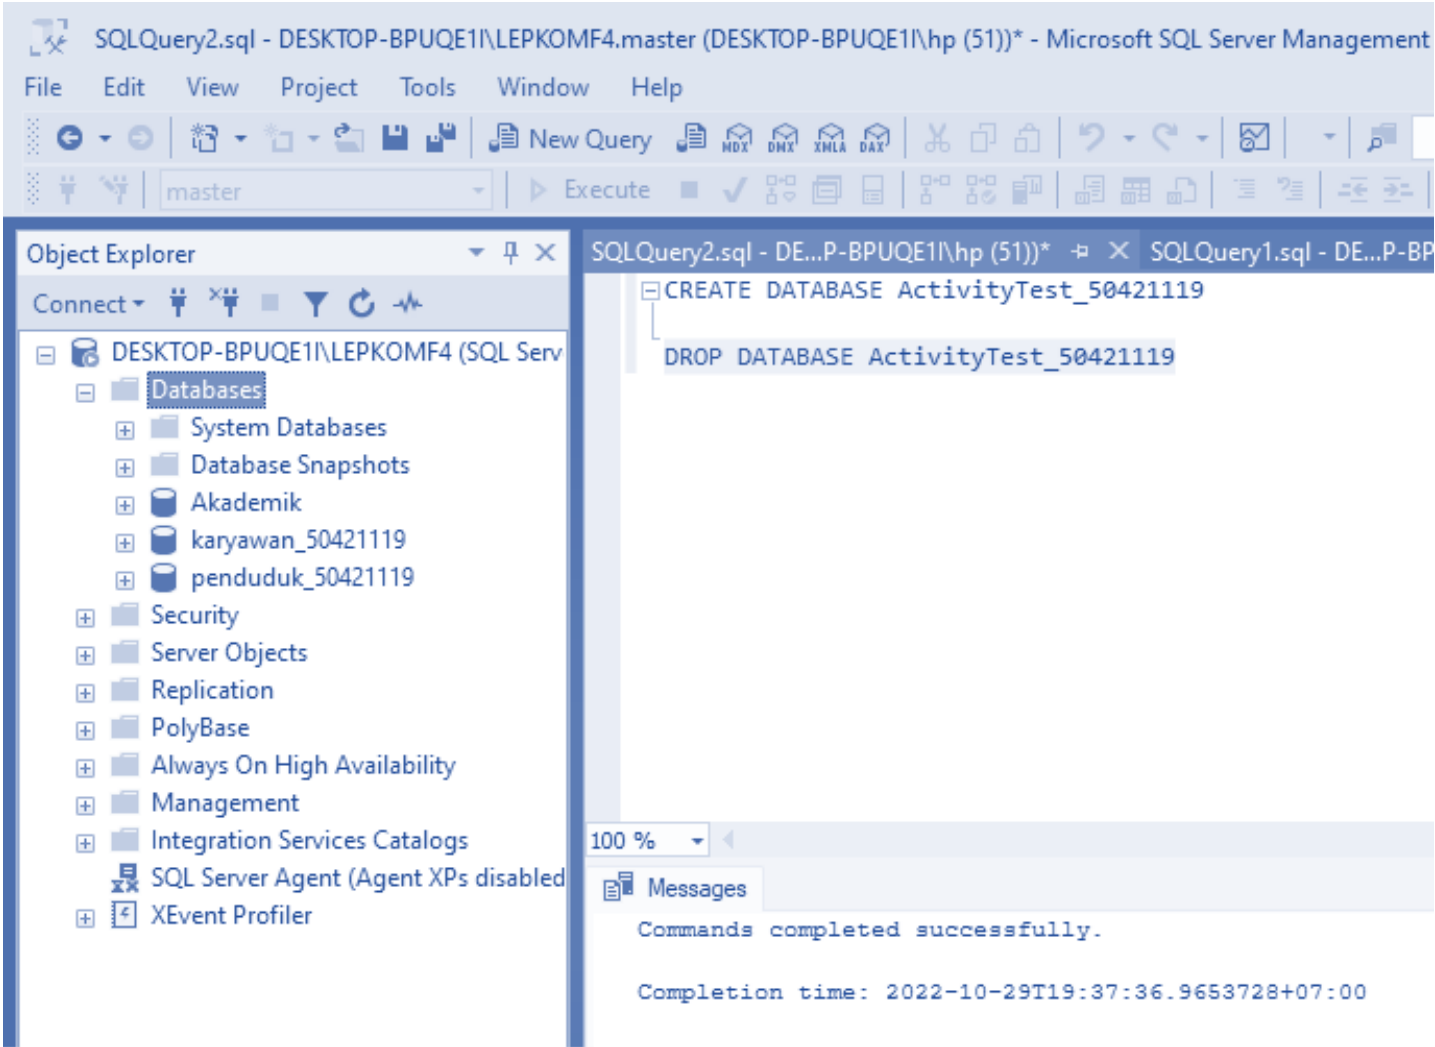 SQLQuery2.sql - DESKTOP-BPUQE1I\LEPKOMF4.master (DESKTOP-BPUQE1I\hp (51))* - Microsoft SQL Server Management
File Edit View Project Tools Window Help
New Query MDX DMX XMLA DAX
master Execute
Object Explorer
Connect
DESKTOP-BPUQE1I\LEPKOMF4 (SQL Serv
Databases
System Databases
Database Snapshots
Akademik
karyawan_50421119
penduduk_50421119
Security
Server Objects
Replication
PolyBase
Always On High Availability
Management
Integration Services Catalogs
SQL Server Agent (Agent XPs disabled
XEvent Profiler
SQLQuery2.sql - DE...P-BPUQE1I\hp (51))* SQLQuery1.sql - DE...P-BP
CREATE DATABASE ActivityTest_50421119
DROP DATABASE ActivityTest_50421119
100 %
Messages
Commands completed successfully.
Completion time: 2022-10-29T19:37:36.9653728+07:00